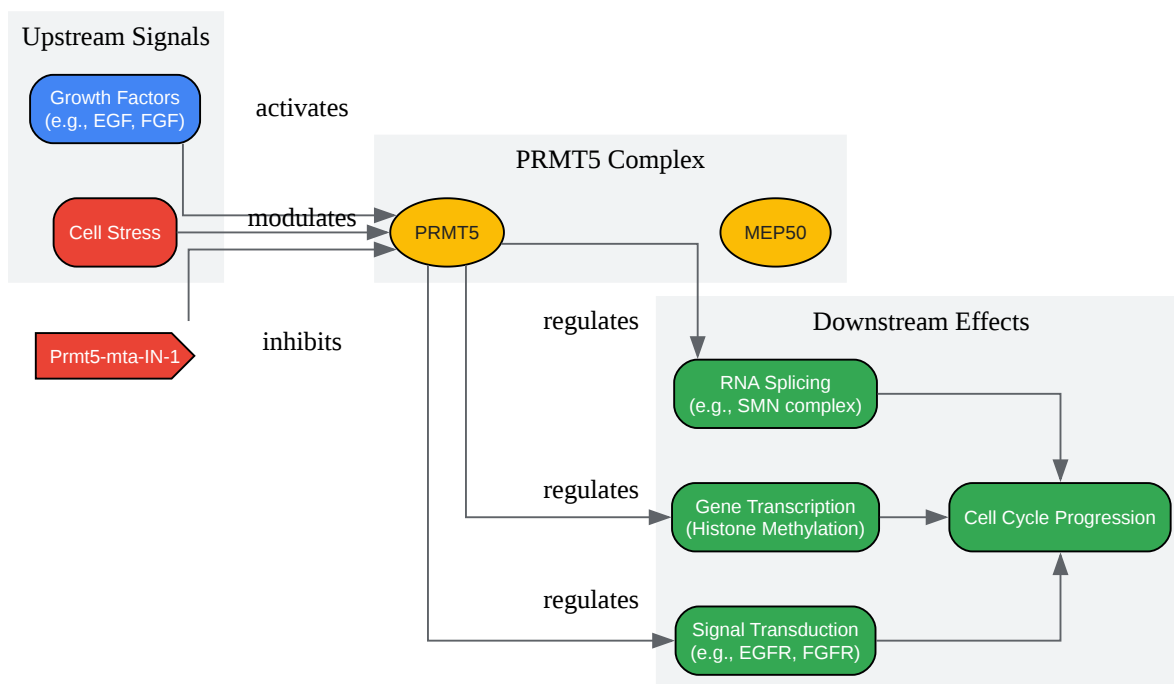 Upstream Signals
Growth Factors
(e.g., EGF, FGF)
activates
PRMT5 Complex
Cell Stress
modulates
PRMT5
MEP50
Prmt5-mta-IN-1
inhibits
regulates
Downstream Effects
RNA Splicing
(e.g., SMN complex)
regulates
Gene Transcription
(Histone Methylation)
Cell Cycle Progression
regulates
Signal Transduction
(e.g., EGFR, FGFR)